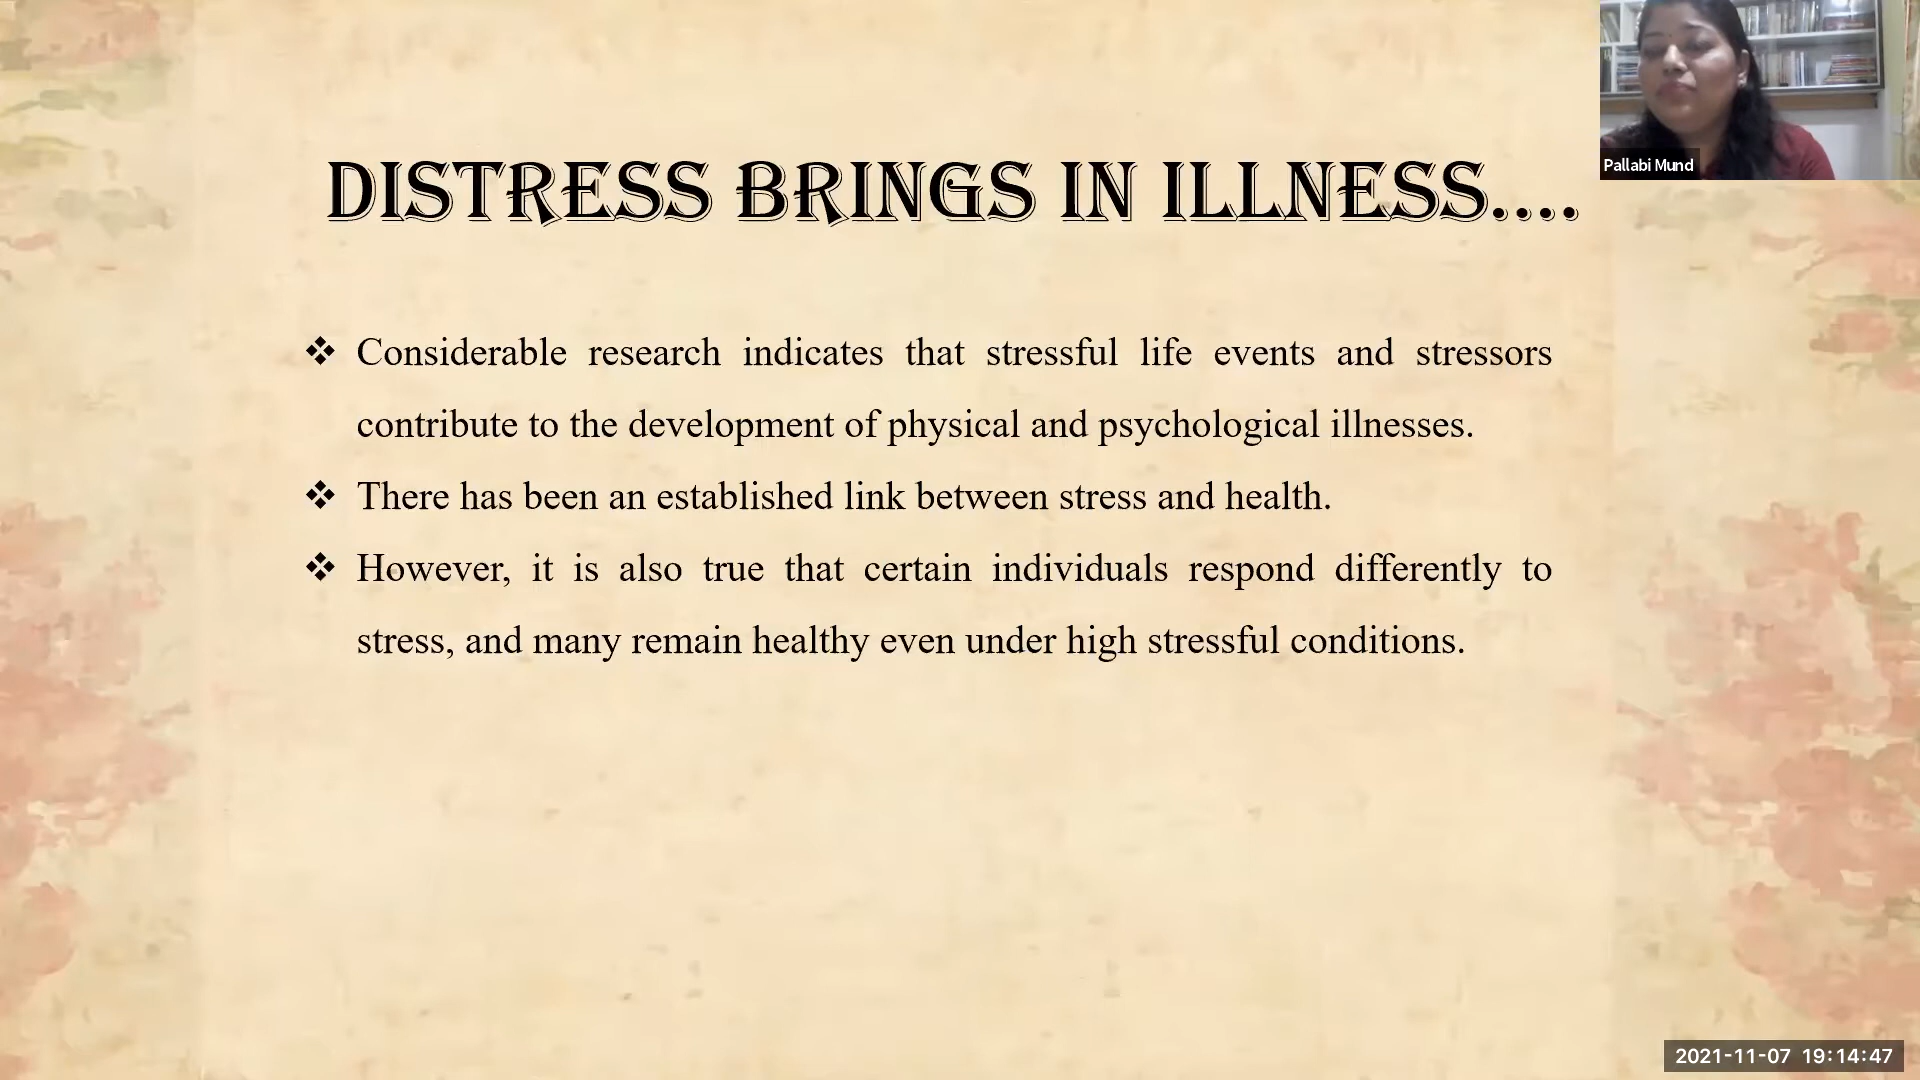 Pallabi Mund
DISTRESS BRINGS IN ILLNESS....
❖ Considerable research indicates that stressful life events and stressors
contribute to the development of physical and psychological illnesses.
❖ There has been an established link between stress and health.
❖ However, it is also true that certain individuals respond differently to
stress, and many remain healthy even under high stressful conditions.
2021-11-07 19:14:47